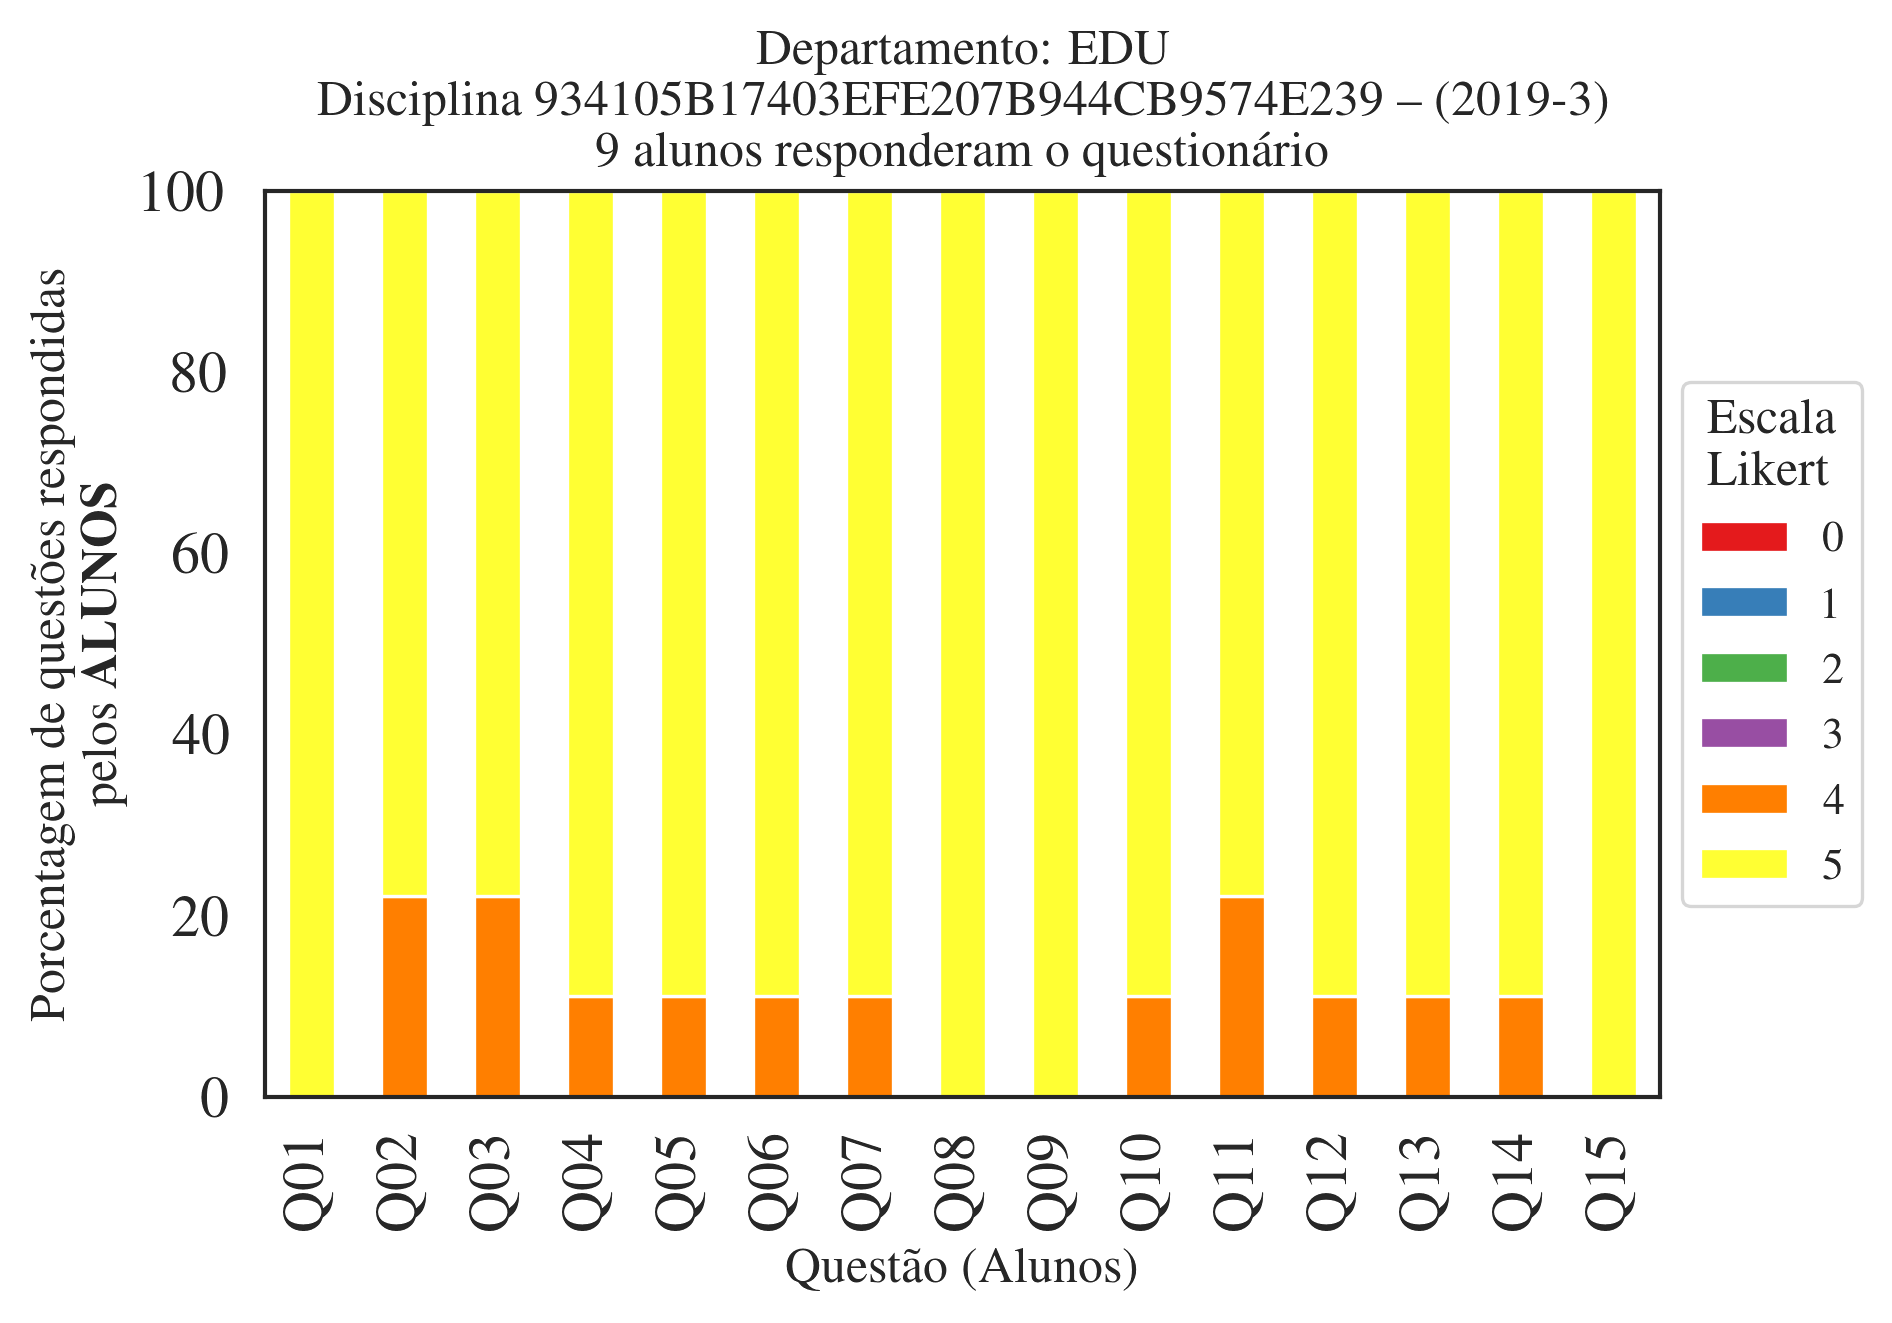 Departamento: EDU
Disciplina 934105B17403EFE207B944CB9574E239 – (2019-3)
9 alunos responderam o questionário
Porcentagem de questões respondidas
pelos ALUNOS
100
80
60
40
20
0
Q01
Q02
Q03
Q04
Q05
Q06
Q07
Q08
Q09
Q10
Q11
Q12
Q13
Q14
Q15
Questão (Alunos)
Escala
Likert
0
1
2
3
4
5